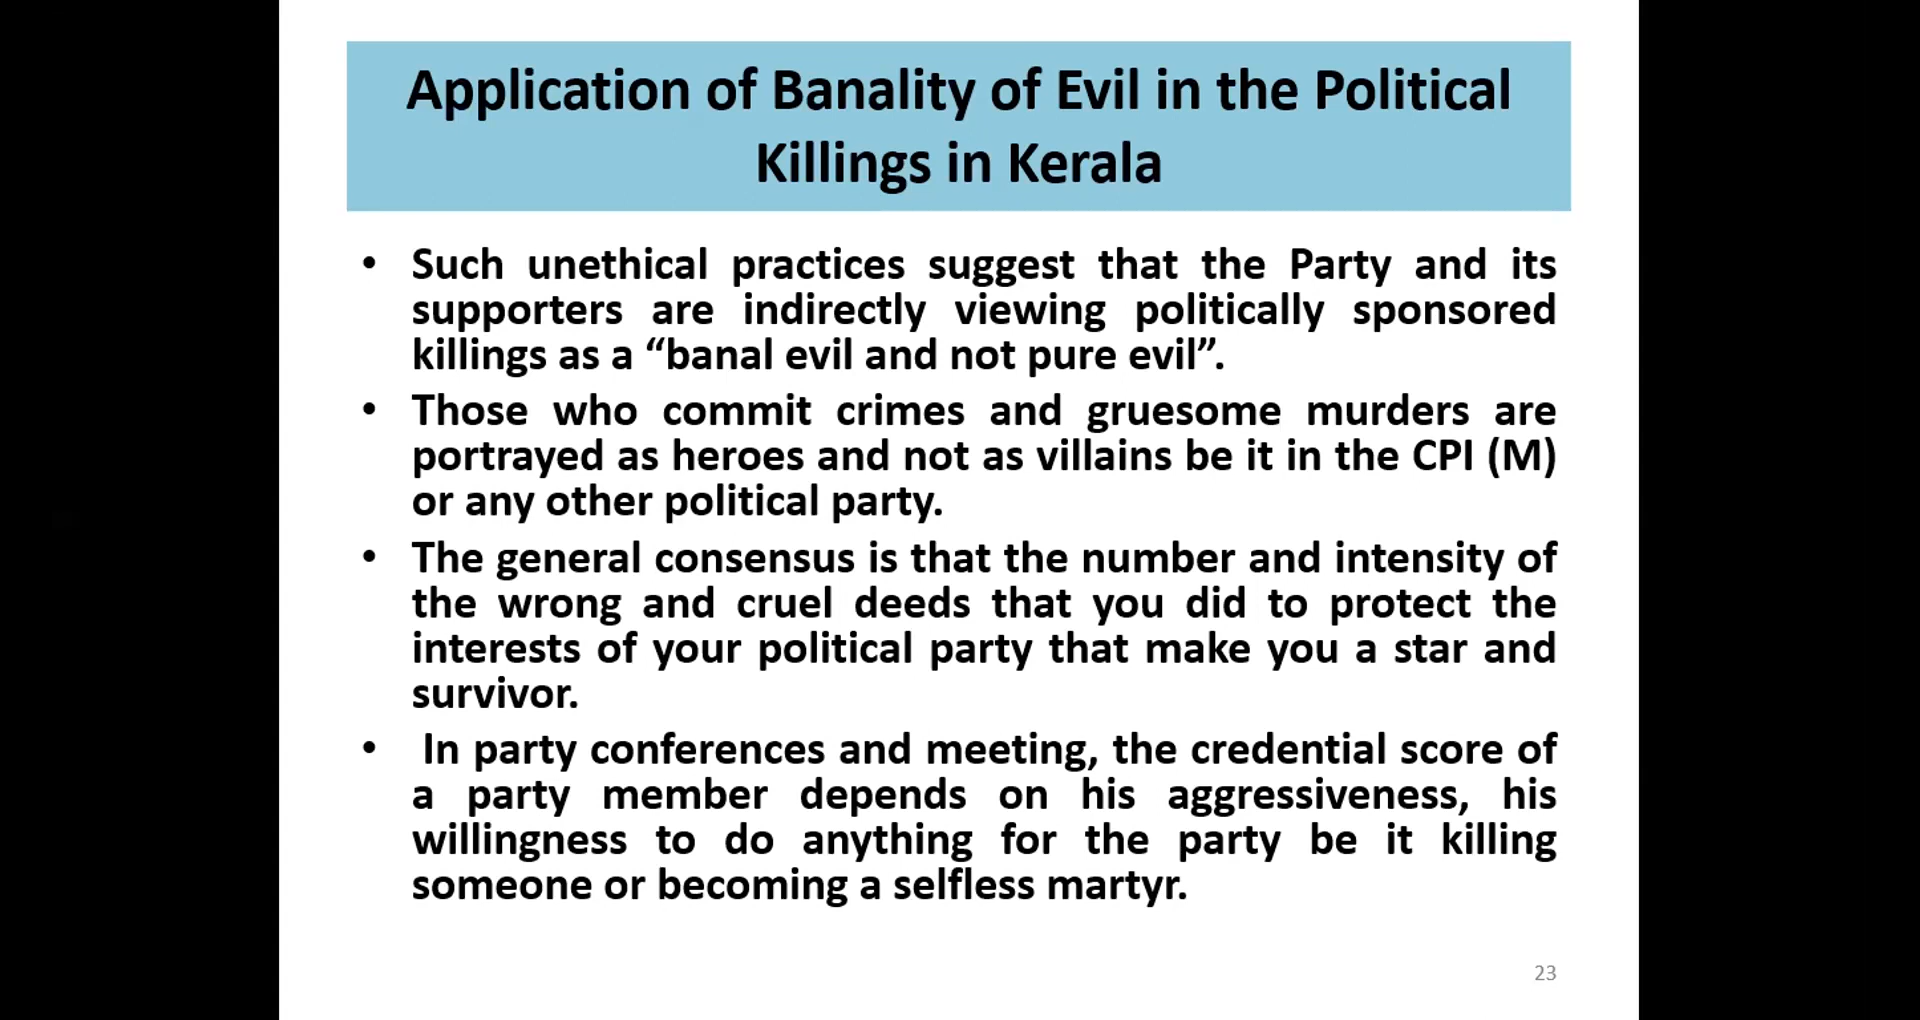 Application of Banality of Evil in the Political
Killings in Kerala
• Such unethical practices suggest that the Party and its
supporters are indirectly viewing politically sponsored
killings as a “banal evil and not pure evil”.
• Those who commit crimes and gruesome murders are
portrayed as heroes and not as villains be it in the CPI (M)
or any other political party.
• The general consensus is that the number and intensity of
the wrong and cruel deeds that you did to protect the
interests of your political party that make you a star and
survivor.
• In party conferences and meeting, the credential score of
a party member depends on his aggressiveness, his
willingness to do anything for the party be it killing
someone or becoming a selfless martyr.
23